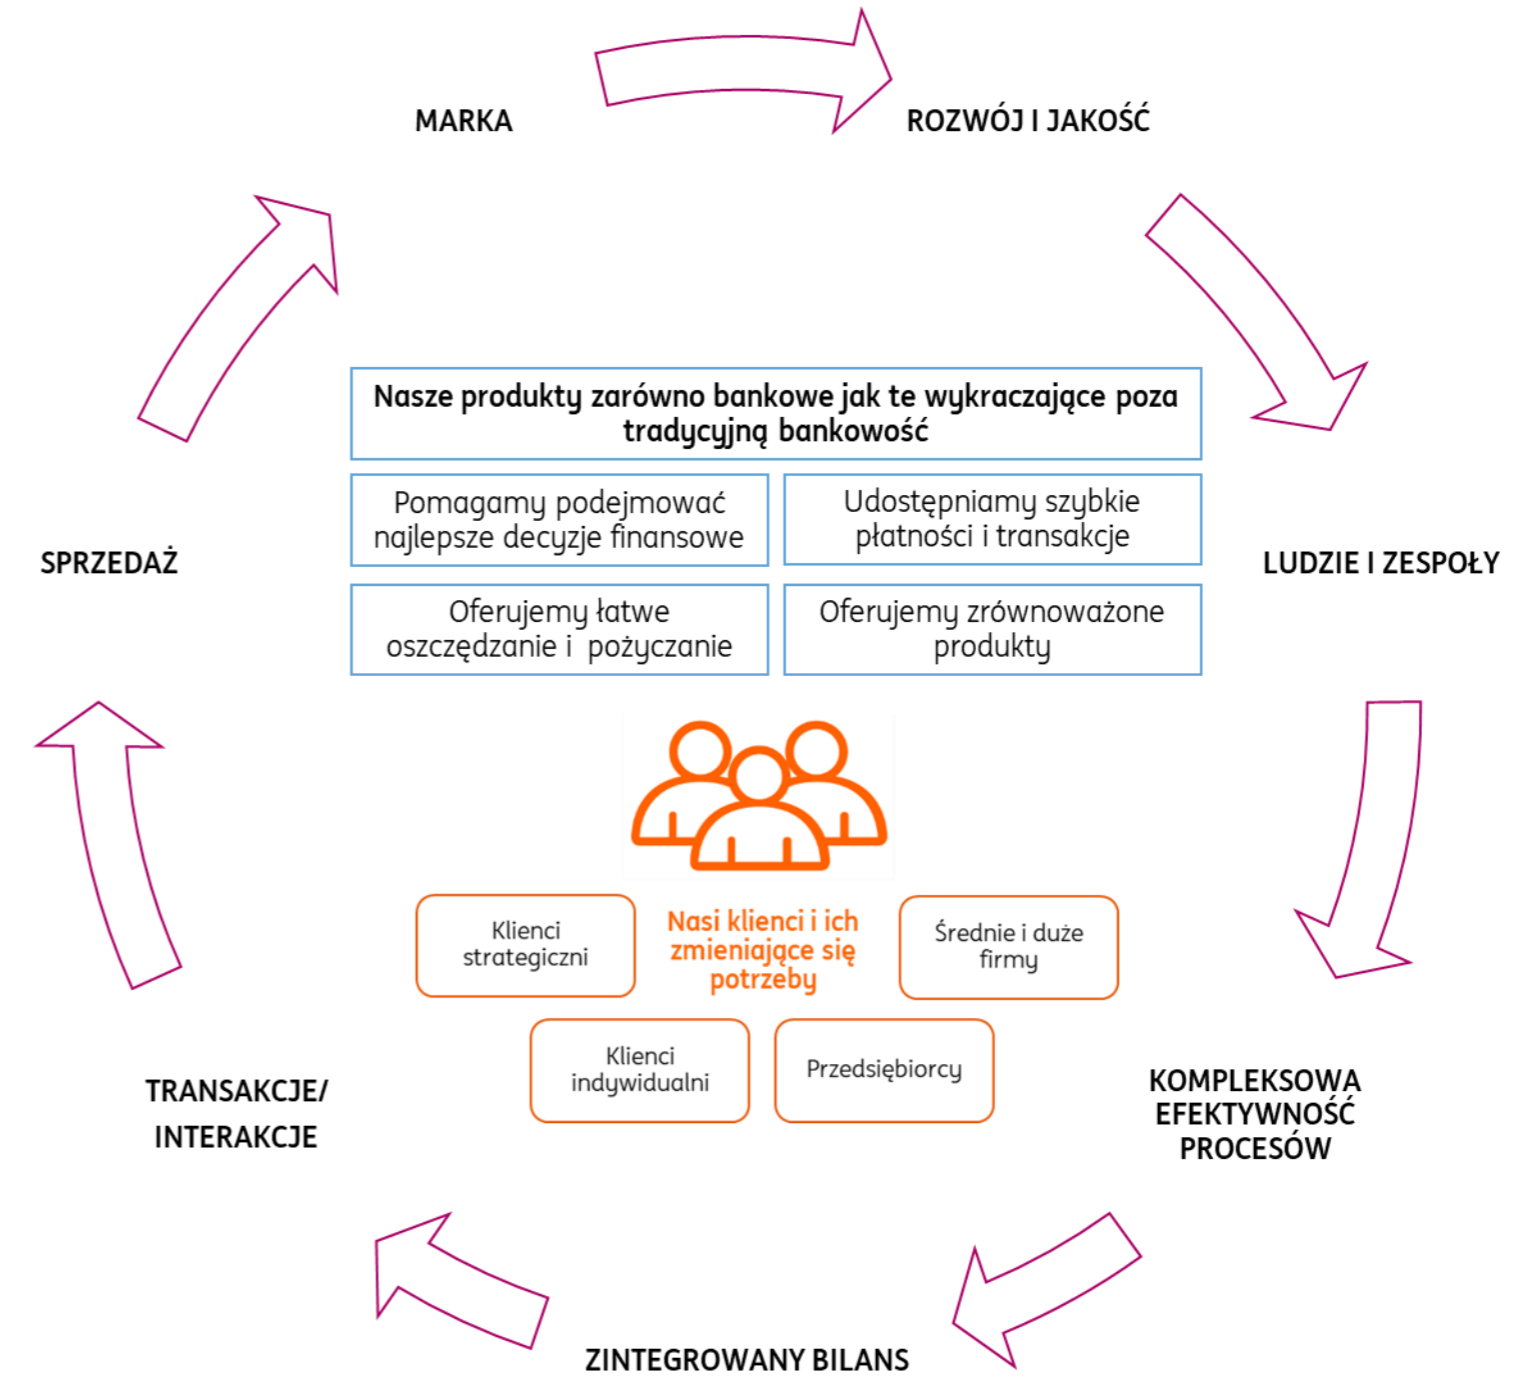 MARKA
ROZWÓJ I JAKOŚĆ
Nasze produkty zarówno bankowe jak te wykraczające poza
tradycyjną bankowość
Pomagamy podejmować
najlepsze decyzje finansowe
Udostępniamy szybkie
płatności i transakcje
SPRZEDAŻ
LUDZIE I ZESPOŁY
Oferujemy łatwe
oszczędzanie i pożyczanie
Oferujemy zrównoważone
produkty
Klienci
strategiczni
Nasi klienci i ich
zmieniające się
potrzeby
Średnie i duże
firmy
Klienci
indywidualni
Przedsiębiorcy
TRANSAKCJE/
INTERAKCJE
KOMPLEKSOWA
EFEKTYWNOŚĆ
PROCESÓW
ZINTEGROWANY BILANS